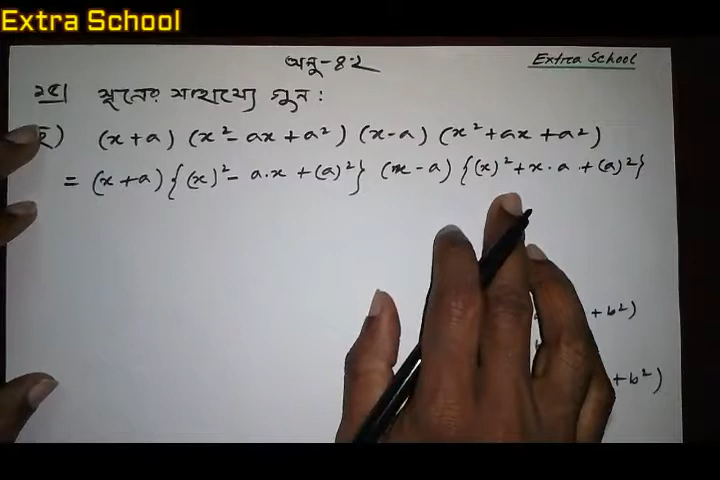 Extra School
অনু-৪.২
Extra School
২৫। সূত্রের সাহায্যে গুন :
(x+a) (x² - ax + a²) (x-a) (x² + ax + a²)
= (x+a) {(x)² - a.x + (a)²} (x-a) {(x)² + x.a + (a)²}
+ b²)
+ b²)